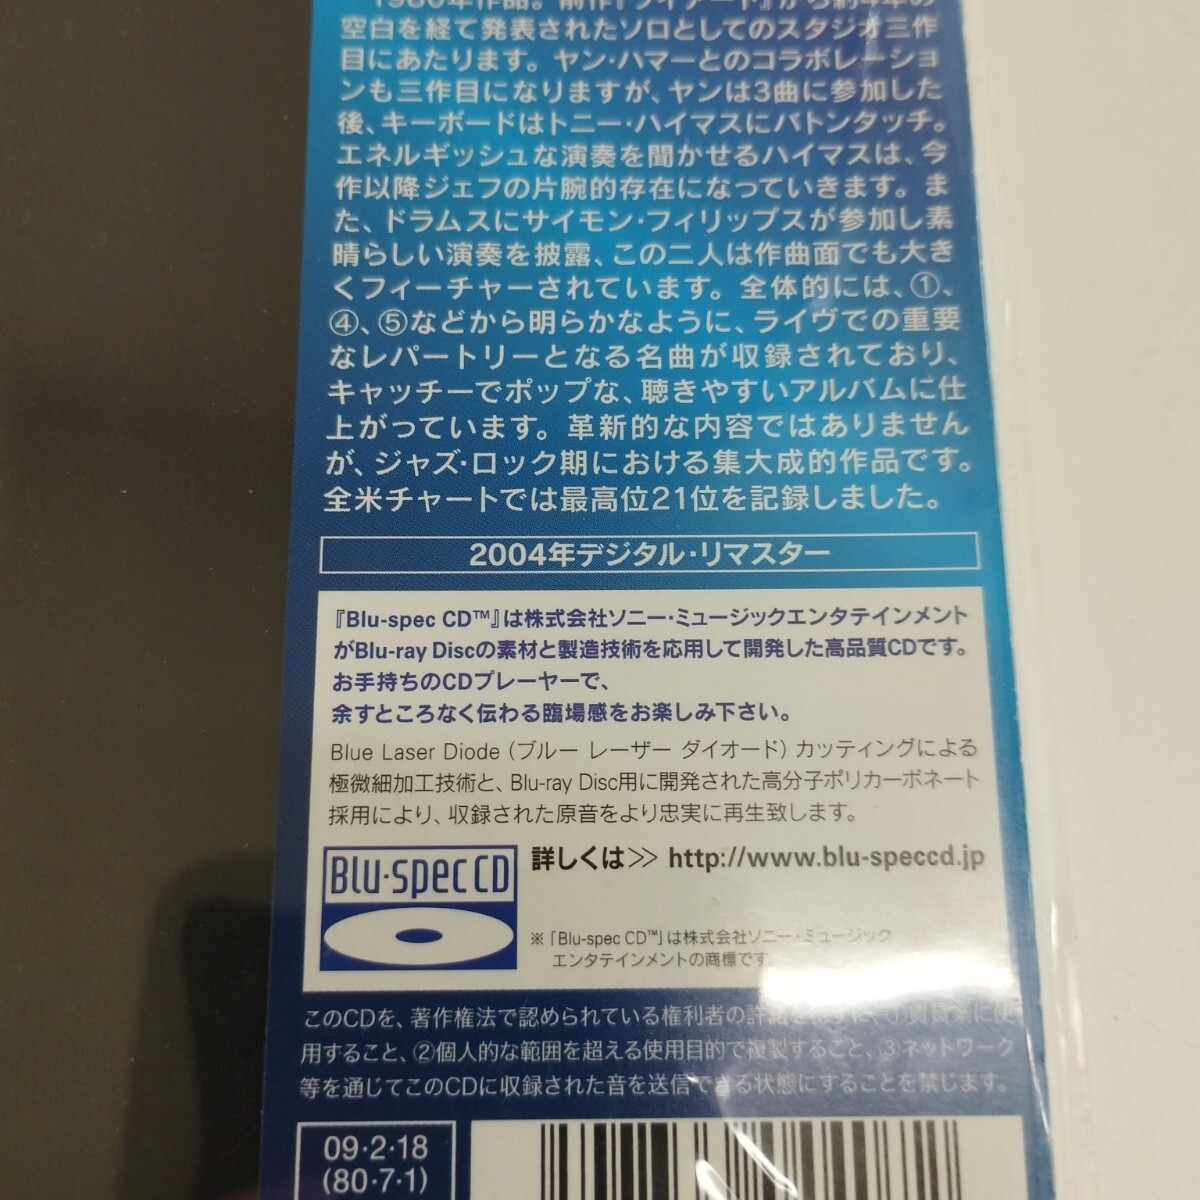 1980年作品。前作『ワイアード』から約4年の
空白を経て発表されたソロとしてのスタジオ三作
目にあたります。ヤン・ハマーとのコラボレーショ
ンも三作目になりますが、ヤンは3曲に参加した
後、キーボードはトニー・ハイマスにバトンタッチ。
エネルギッシュな演奏を聞かせるハイマスは、今
作以降ジェフの片腕的存在になっていきます。ま
た、ドラムスにサイモン・フィリップスが参加し素
晴らしい演奏を披露、この二人は作曲面でも大き
くフィーチャーされています。全体的には、①、
④、⑤などから明らかなように、ライヴでの重要
なレパートリーとなる名曲が収録されており、
キャッチーでポップな、聴きやすいアルバムに仕
上がっています。革新的な内容ではありません
が、ジャズ・ロック期における集大成的作品です。
全米チャートでは最高位21位を記録しました。
2004年デジタル・リマスター
『Blu-spec CD™』は株式会社ソニー・ミュージックエンタテインメント
がBlu-ray Discの素材と製造技術を応用して開発した高品質CDです。
お手持ちのCDプレーヤーで、
余すところなく伝わる臨場感をお楽しみ下さい。
Blue Laser Diode（ブルー レーザー ダイオード）カッティングによる
極微細加工技術と、Blu-ray Disc用に開発された高分子ポリカーボネート
採用により、収録された原音をより忠実に再生致します。
Blu-spec CD
詳しくは>> http://www.blu-speccd.jp
※「Blu-spec CD™」は株式会社ソニー・ミュージック
エンタテインメントの商標です。
このCDを、著作権法で認められている権利者の許諾を得ずに、①賃貸業に使
用すること、②個人的な範囲を超える使用目的で複製すること、③ネットワーク
等を通じてこのCDに収録された音を送信できる状態にすることを禁じます。
09・2・18
(80・7・1)